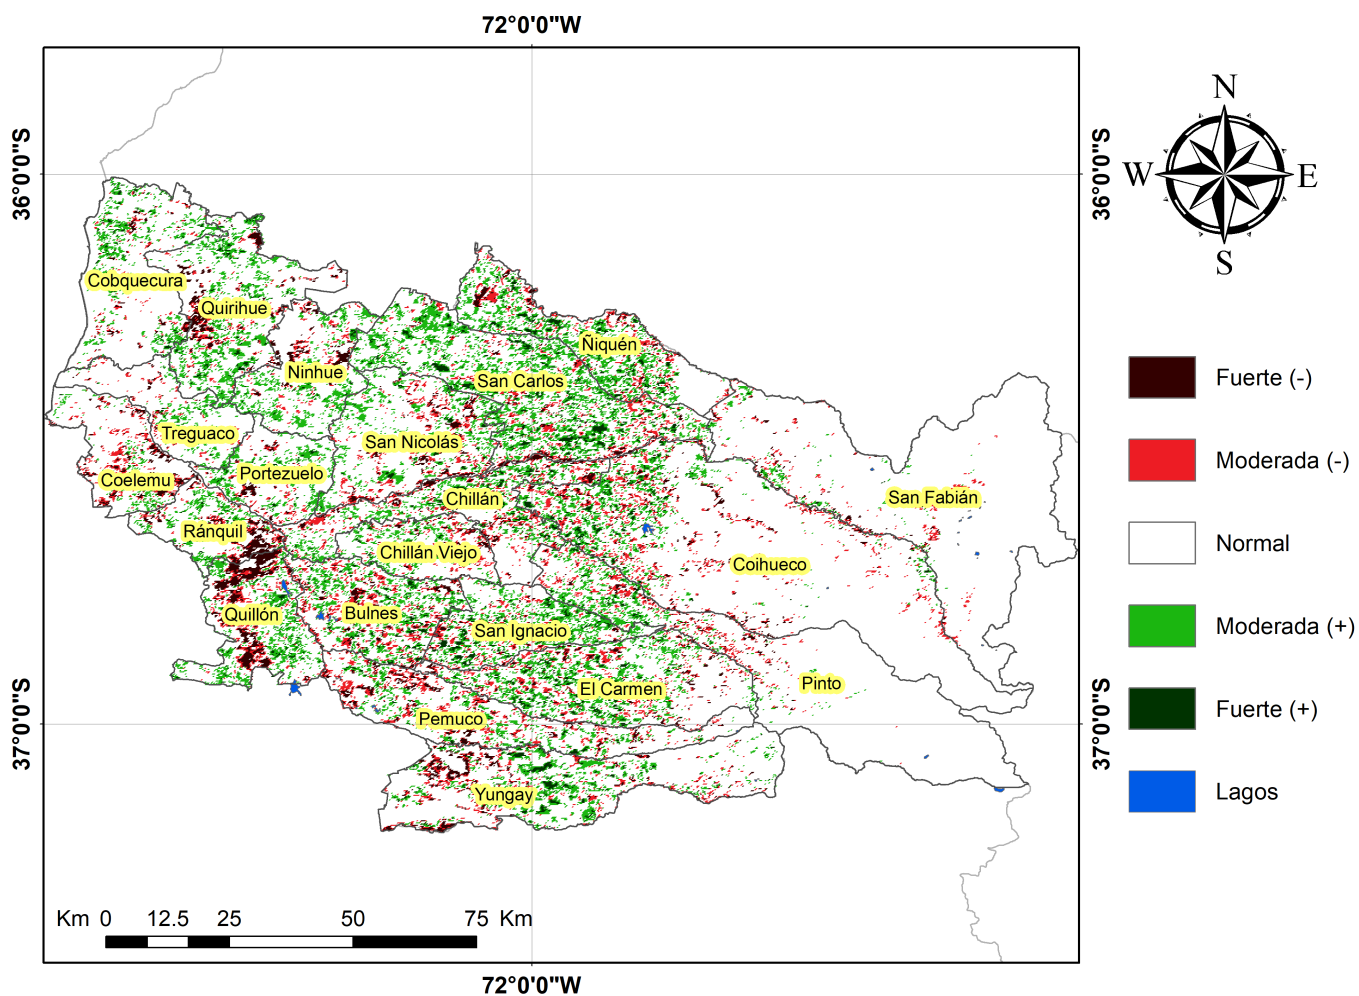 72°0'0"W
36°0'0"S
36°0'0"S
N
W
E
S
Cobquecura
Quirihue
Ñiquén
Ninhue
San Carlos
Treguaco
San Nicolás
Portezuelo
Coelemu
Chillán
San Fabián
Ránquil
Chillán Viejo
Coihueco
Quillón
Bulnes
San Ignacio
El Carmen
Pinto
Pemuco
Yungay
37°0'0"S
37°0'0"S
Fuerte (-)
Moderada (-)
Normal
Moderada (+)
Fuerte (+)
Lagos
Km 0 12.5 25 50 75 Km
72°0'0"W